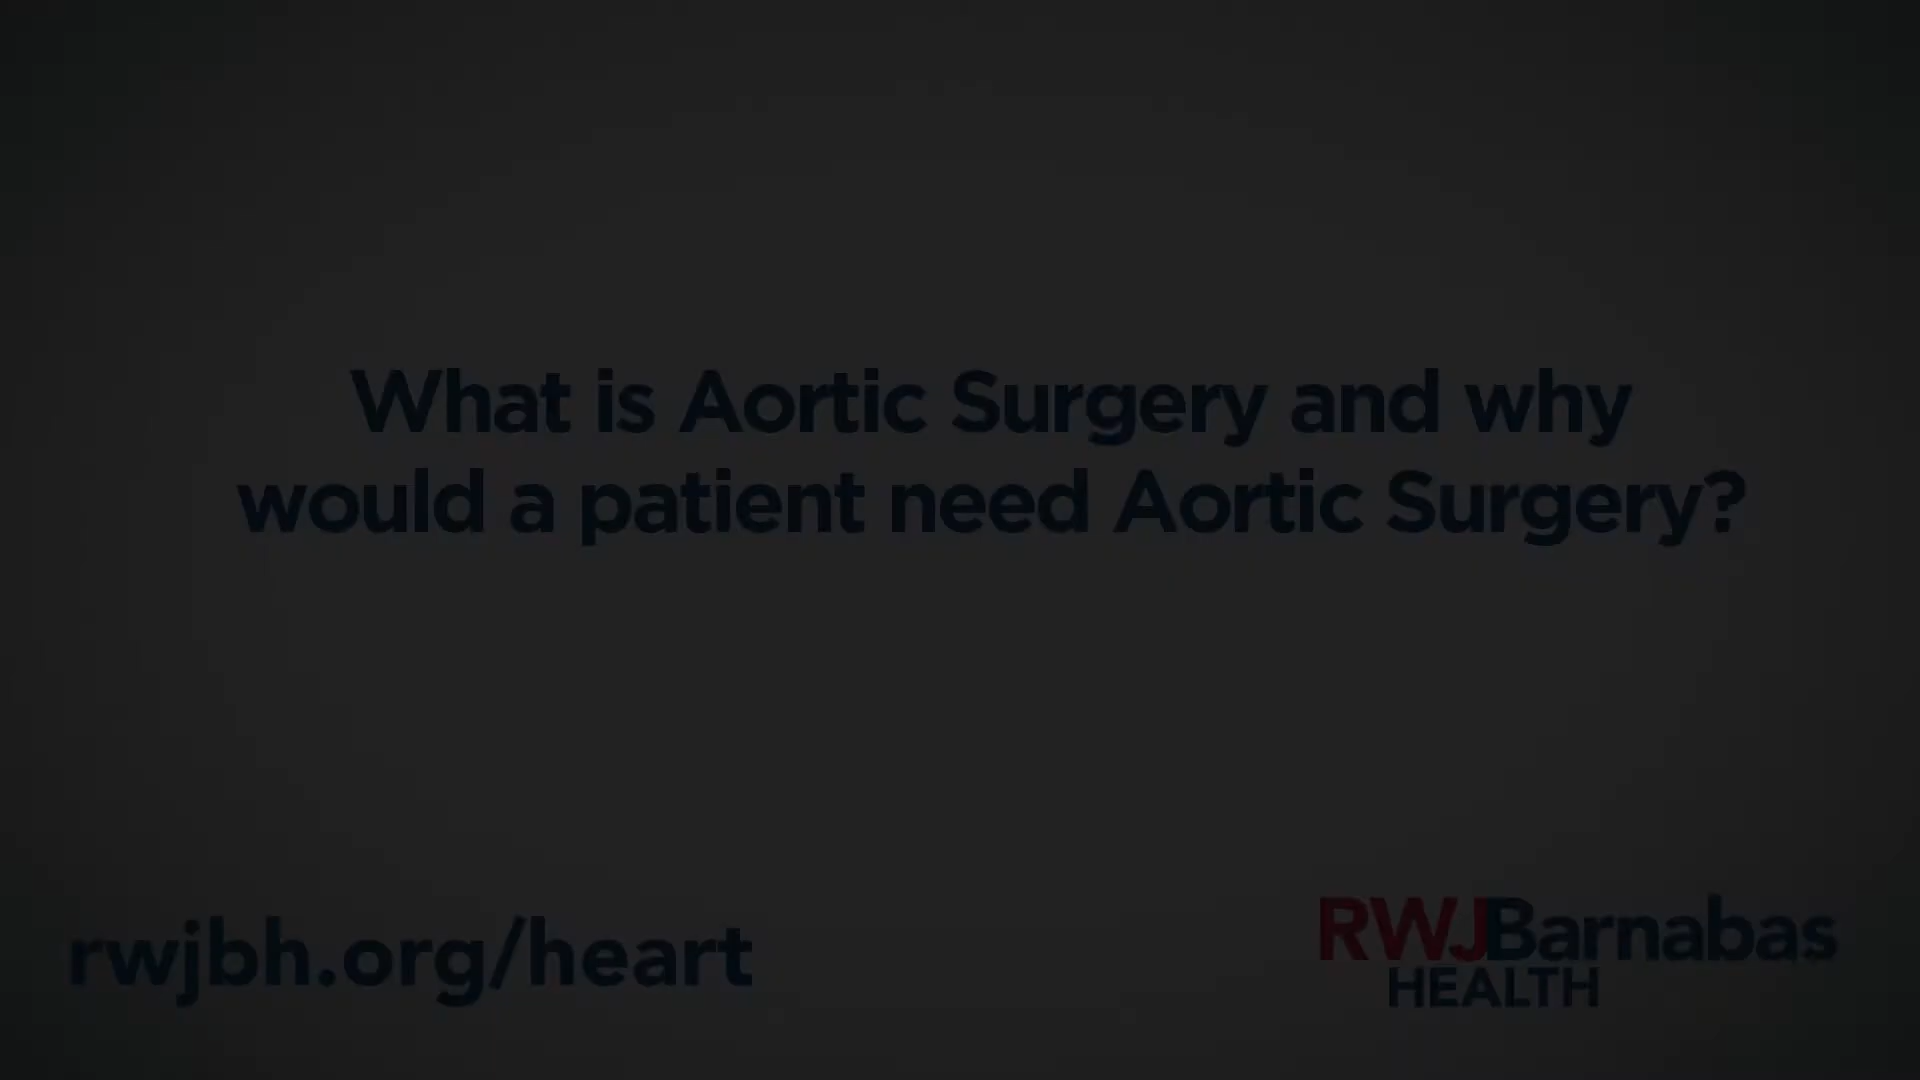 What is Aortic Surgery and why
would a patient need Aortic Surgery?
rwjbh.org/heart
RWJBarnabas
HEALTH